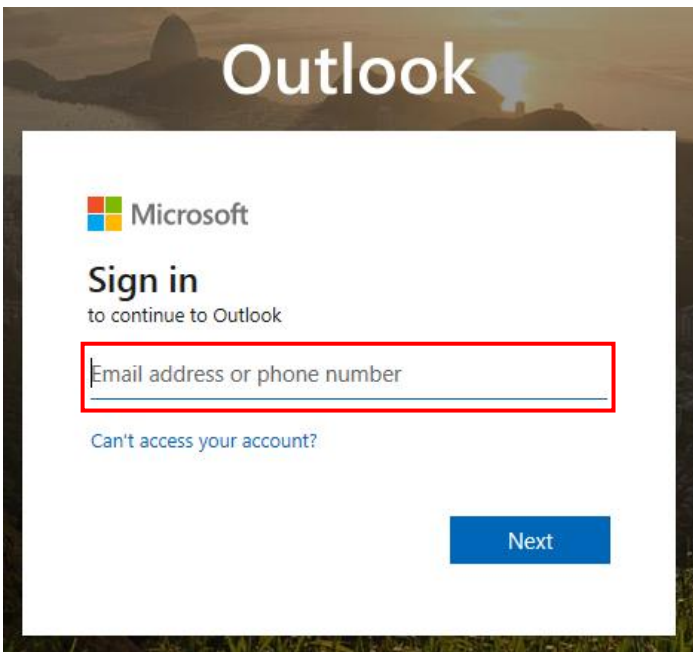 Outlook
Microsoft
Sign in
to continue to Outlook
Email address or phone number
Can't access your account?
Next